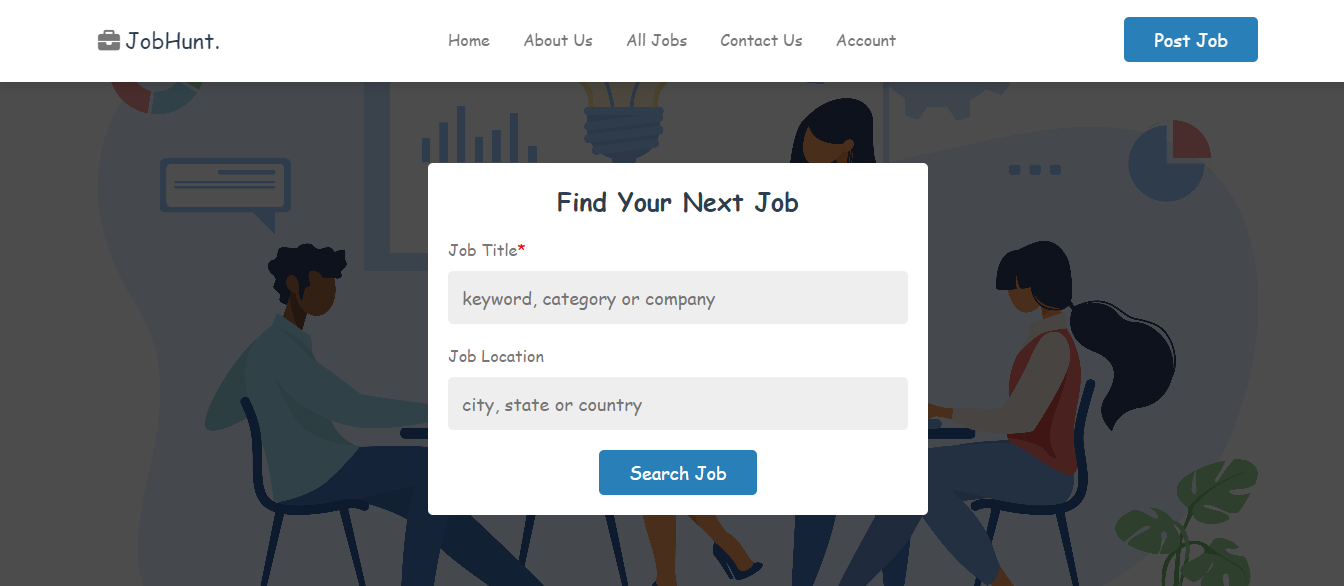 JobHunt.
Home About Us All Jobs Contact Us Account
Post Job
Find Your Next Job
Job Title*
keyword, category or company
Job Location
city, state or country
Search Job